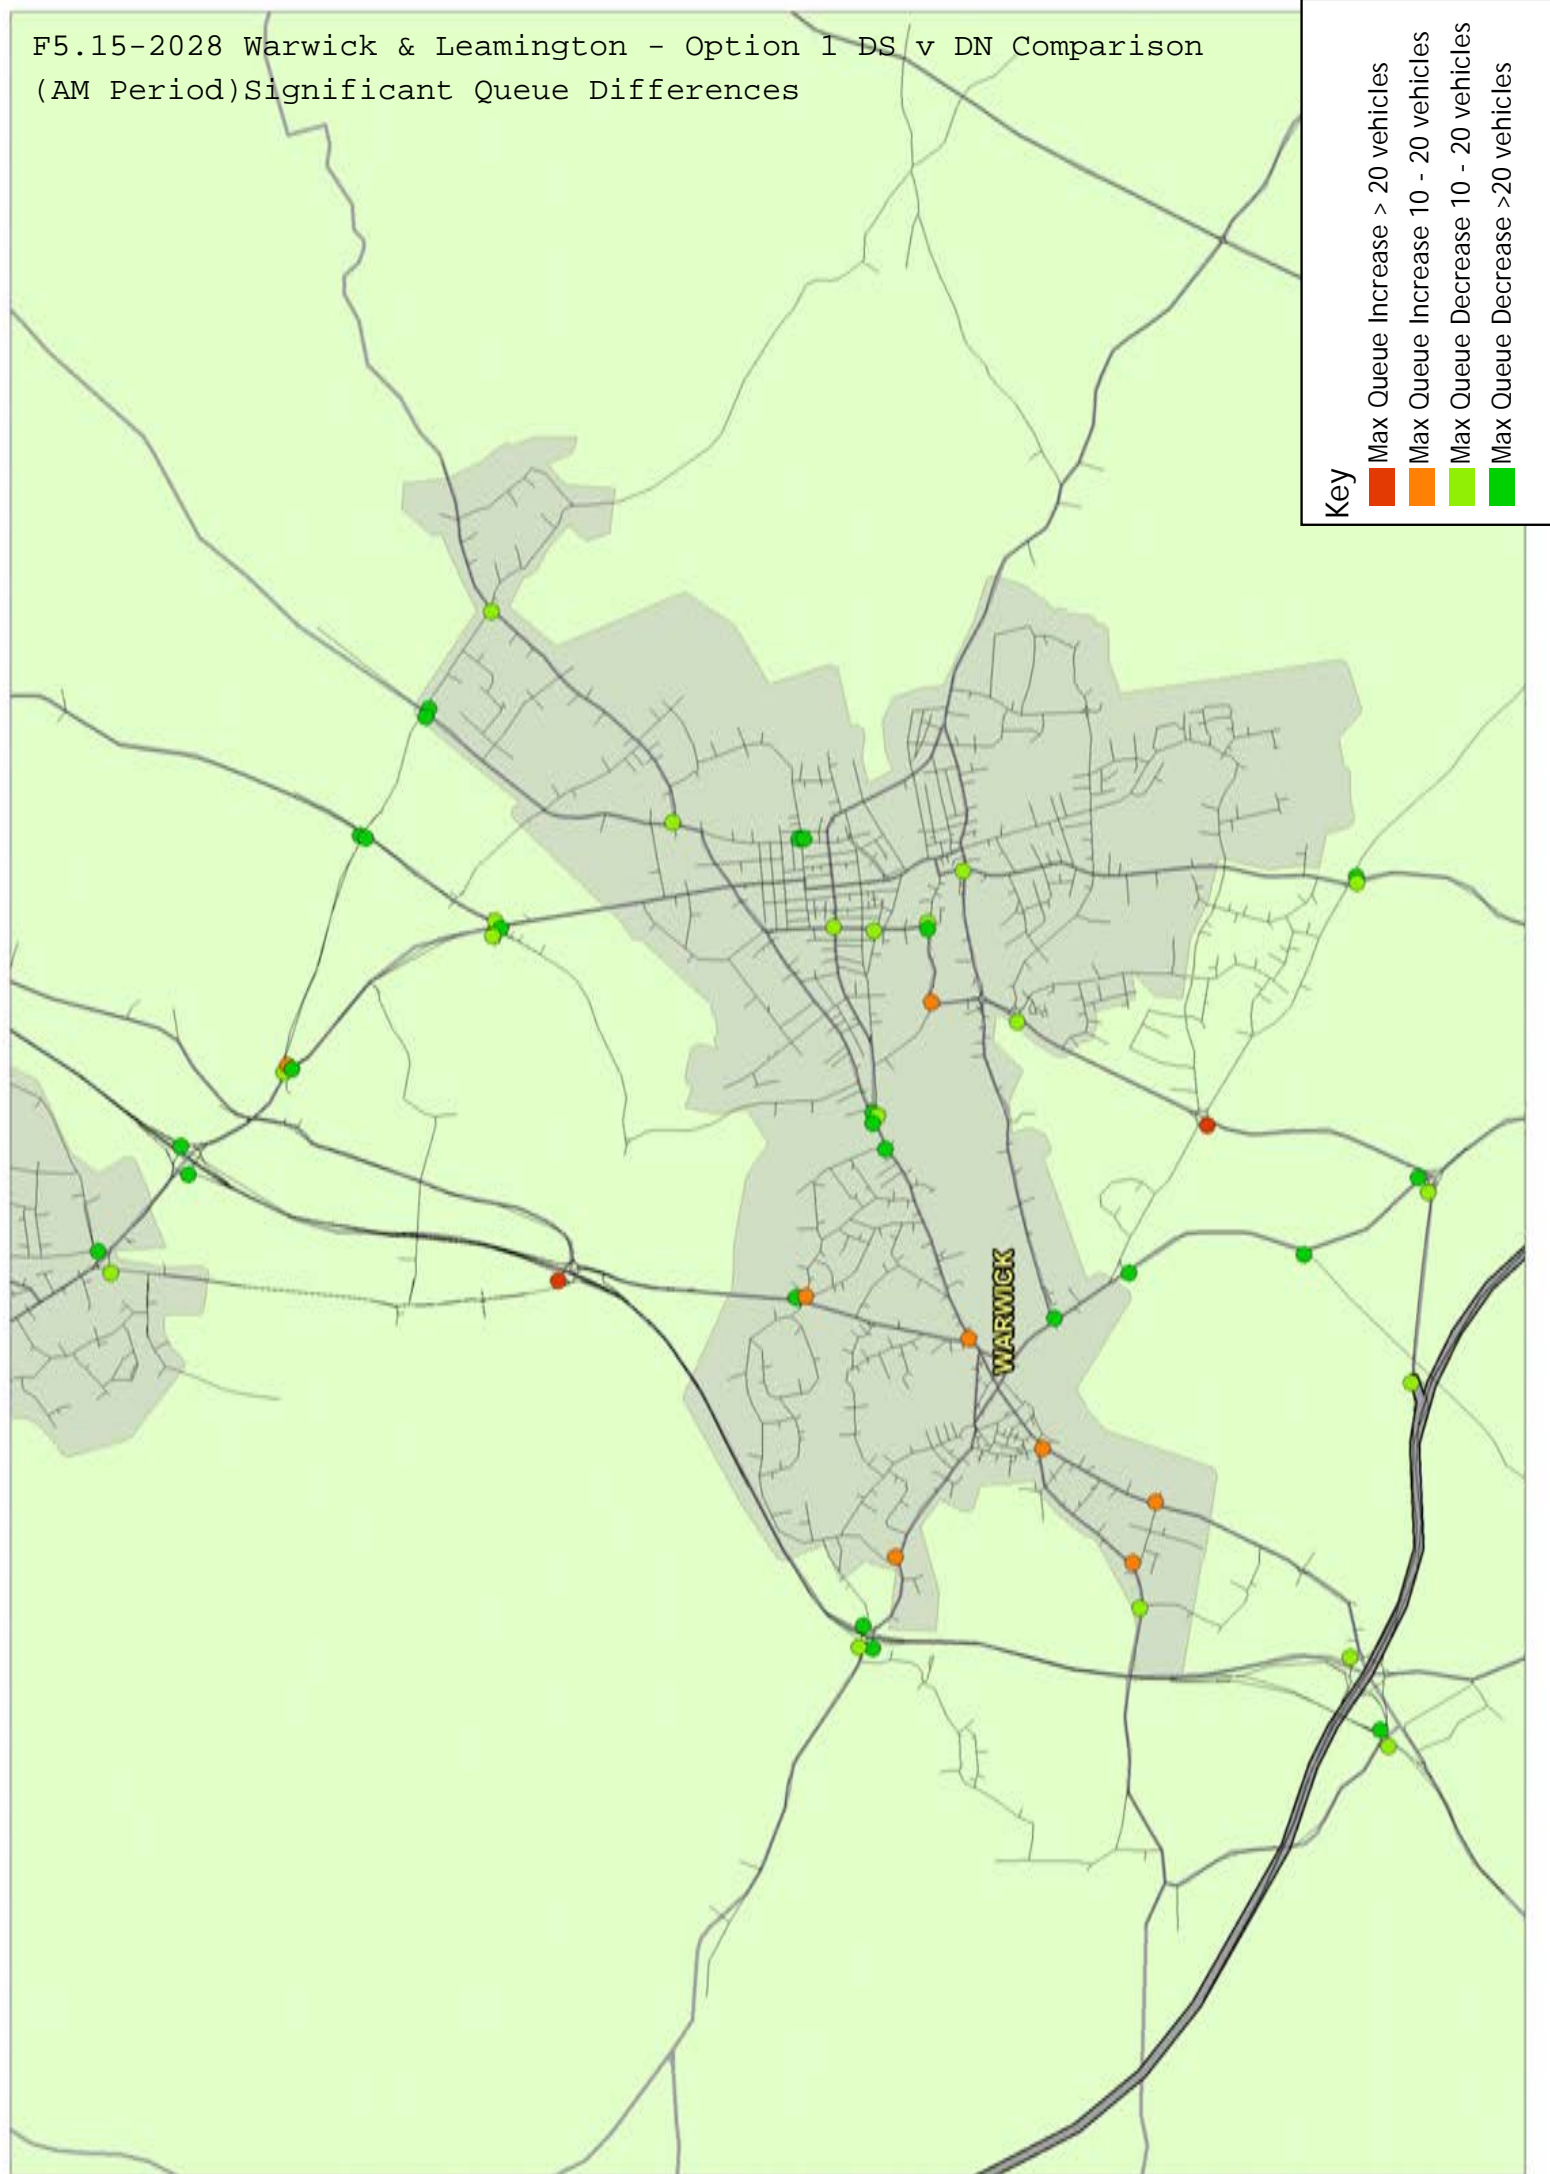 F5.15-2028 Warwick & Leamington - Option 1 DS v DN Comparison
(AM Period)Significant Queue Differences
Key
Max Queue Increase > 20 vehicles
Max Queue Increase 10 - 20 vehicles
Max Queue Decrease 10 - 20 vehicles
Max Queue Decrease >20 vehicles
WARWICK